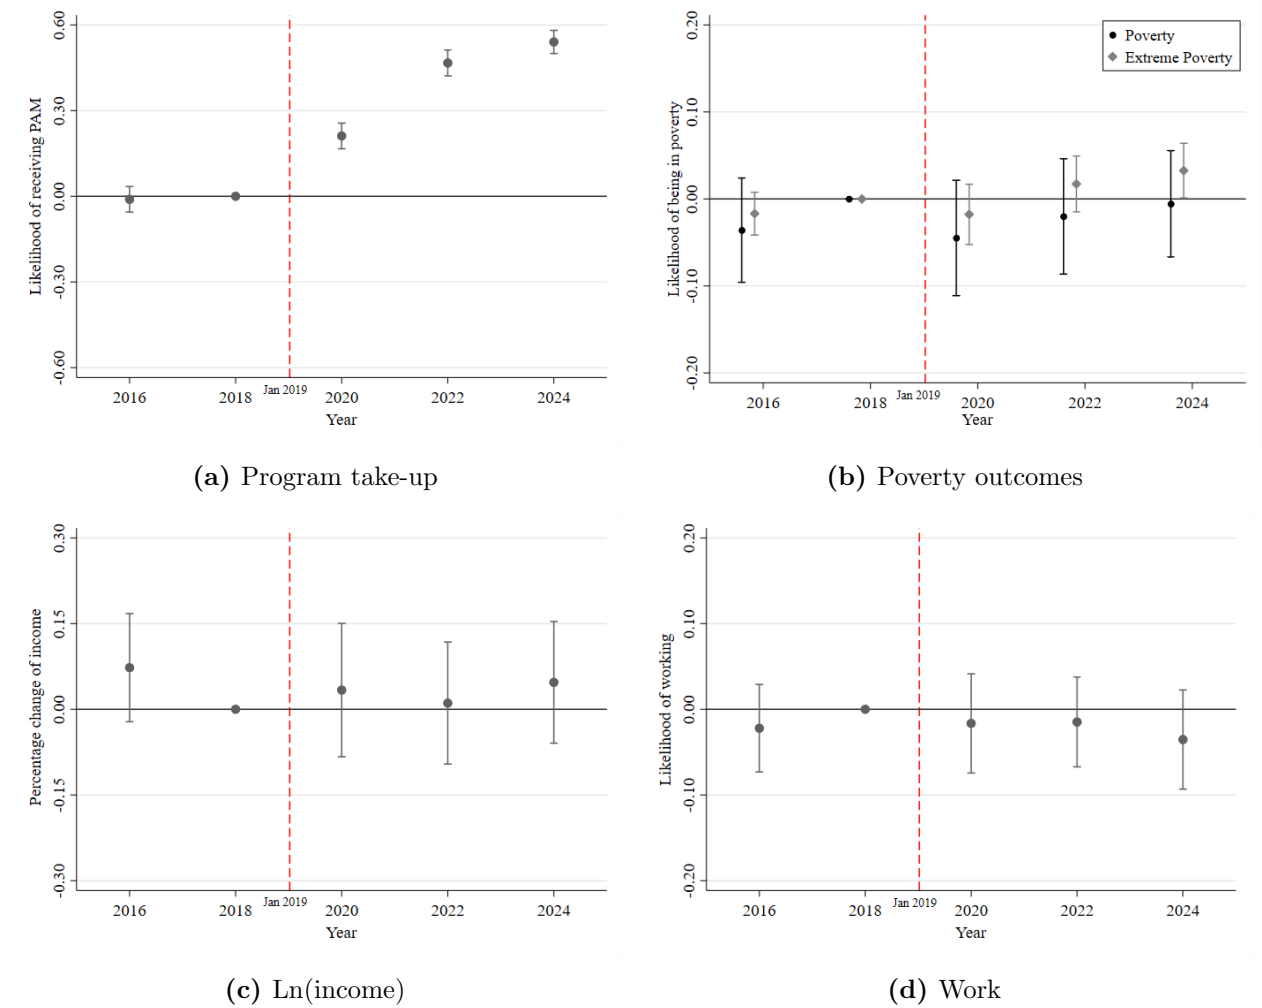 0.60
0.30
0.00
-0.30
-0.60
Likelihood of receiving PAM
2016
2018
Jan 2019
2020
2022
2024
Year
(a) Program take-up
0.20
0.10
0.00
-0.10
-0.20
Likelihood of being in poverty
Poverty
Extreme Poverty
2016
2018
Jan 2019
2020
2022
2024
Year
(b) Poverty outcomes
0.30
0.15
0.00
-0.15
-0.30
Percentage change of income
2016
2018
Jan 2019
2020
2022
2024
Year
(c) Ln(income)
0.20
0.10
0.00
-0.10
-0.20
Likelihood of working
2016
2018
Jan 2019
2020
2022
2024
Year
(d) Work